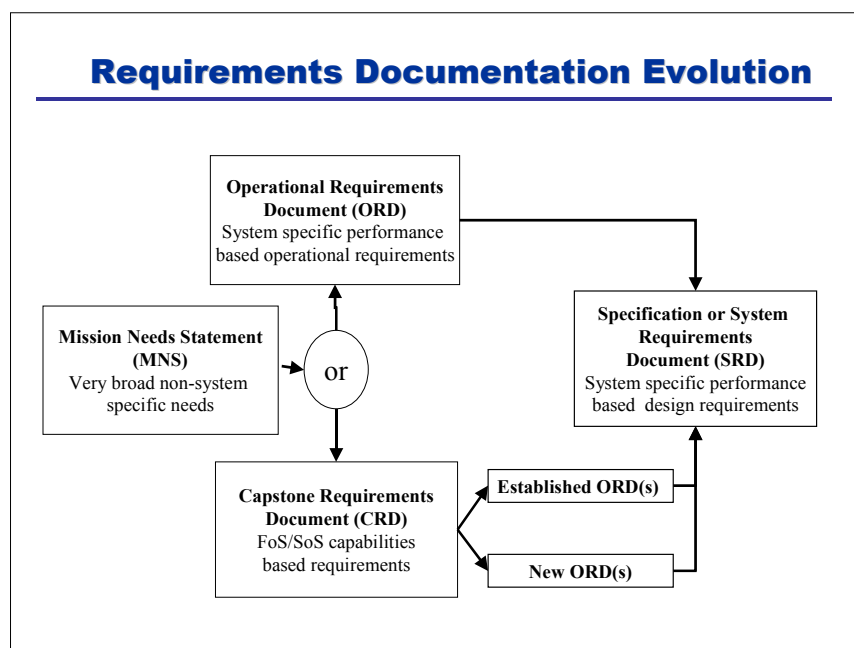 Requirements Documentation Evolution
Operational Requirements
Document (ORD)
System specific performance
based operational requirements
Mission Needs Statement
(MNS)
Very broad non-system
specific needs
or
Specification or System
Requirements
Document (SRD)
System specific performance
based design requirements
Capstone Requirements
Document (CRD)
FoS/SoS capabilities
based requirements
Established ORD(s)
New ORD(s)